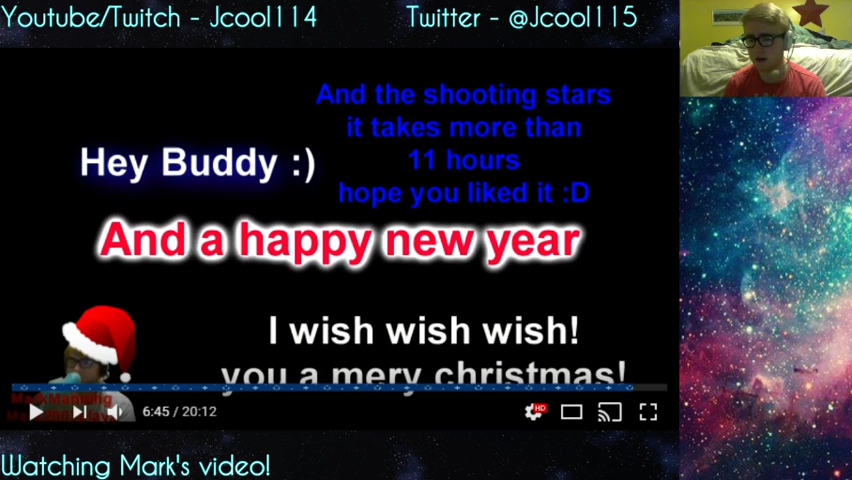 Youtube/Twitch - Jcool114
Twitter - @Jcool115
And the shooting stars
it takes more than
11 hours
hope you liked it :D
Hey Buddy :)
And a happy new year
I wish wish wish!
you a mery christmas!
6:45 / 20:12
HD
Watching Mark's video!